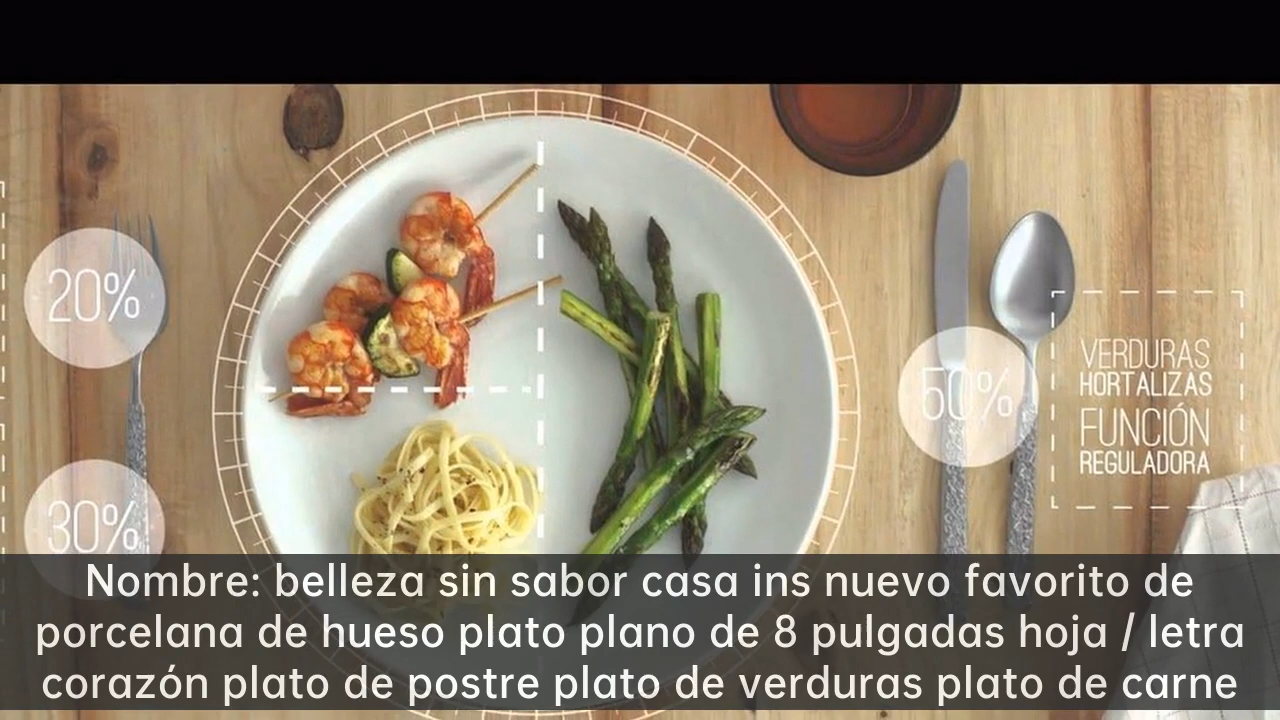 20%
50%
VERDURAS
HORTALIZAS
FUNCIÓN
REGULADORA
30%
Nombre: belleza sin sabor casa ins nuevo favorito de
porcelana de hueso plato plano de 8 pulgadas hoja / letra
corazón plato de postre plato de verduras plato de carne